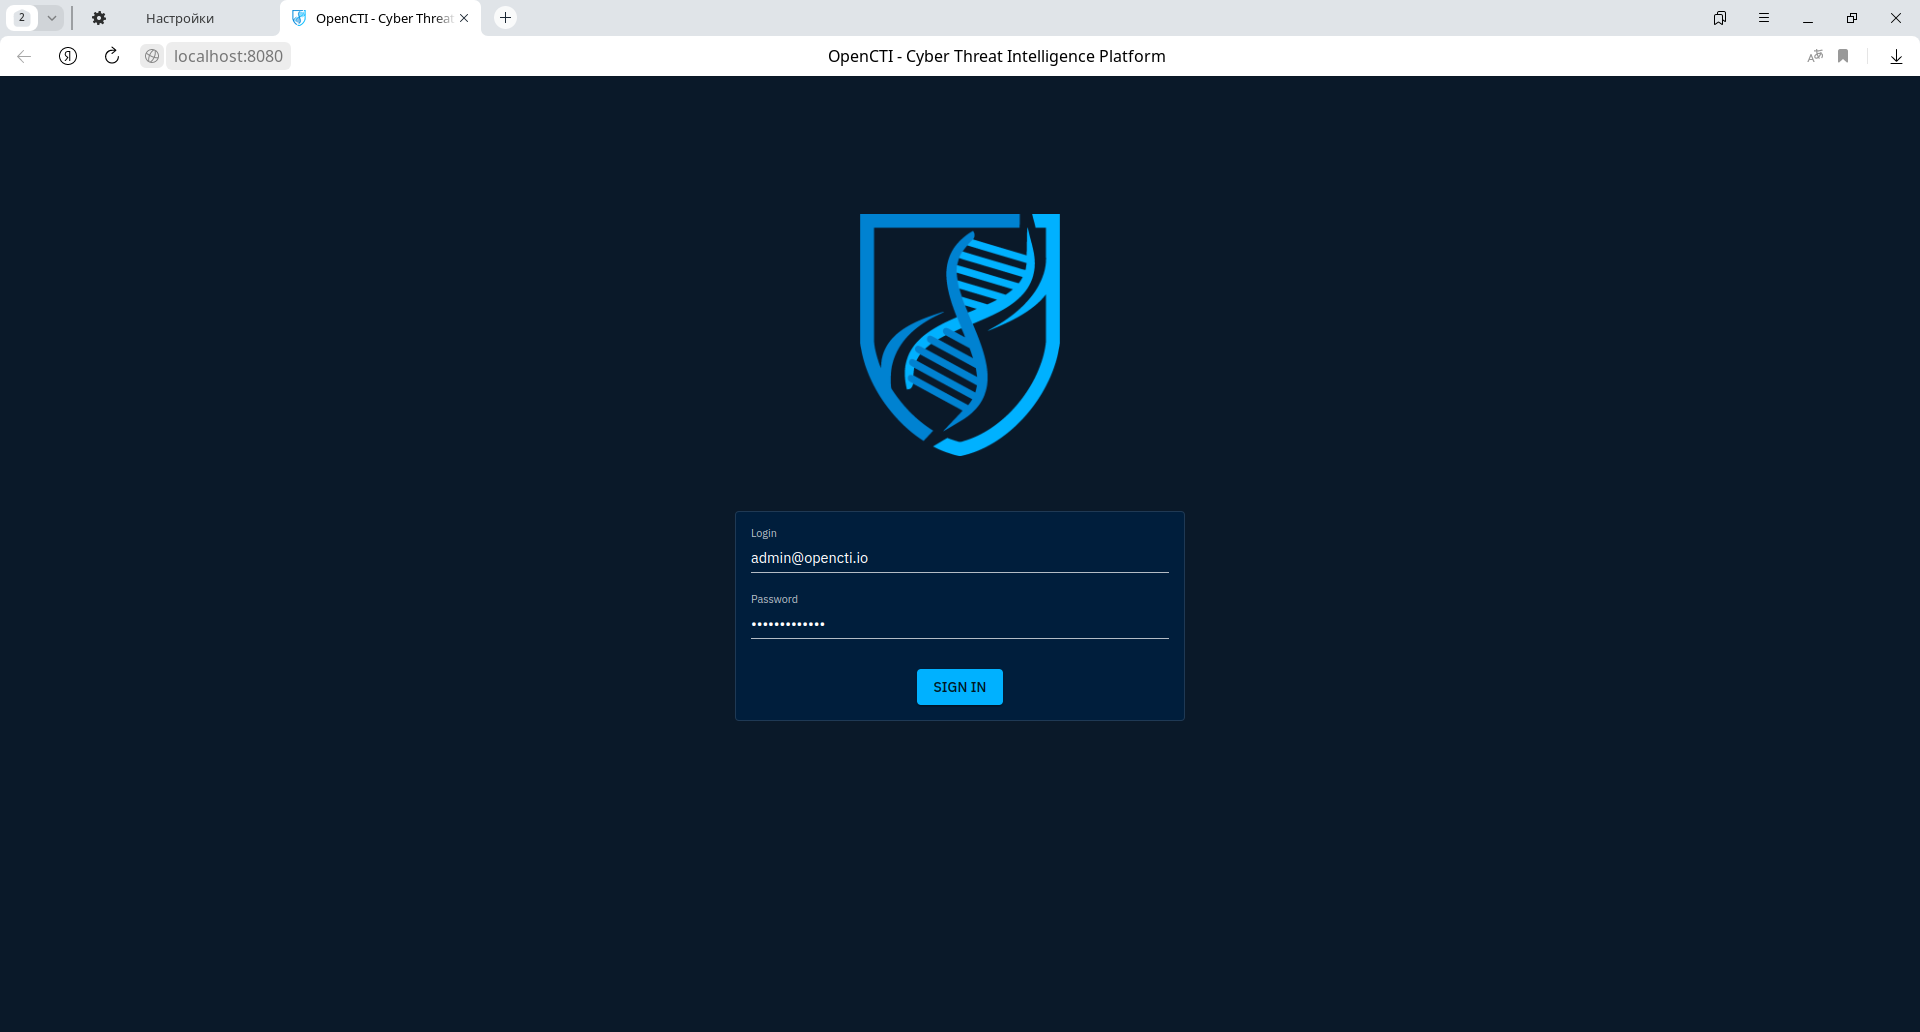 2
Настройки
OpenCTI - Cyber Threat
localhost:8080
OpenCTI - Cyber Threat Intelligence Platform
Login
admin@opencti.io
Password
•••••••••••••
SIGN IN